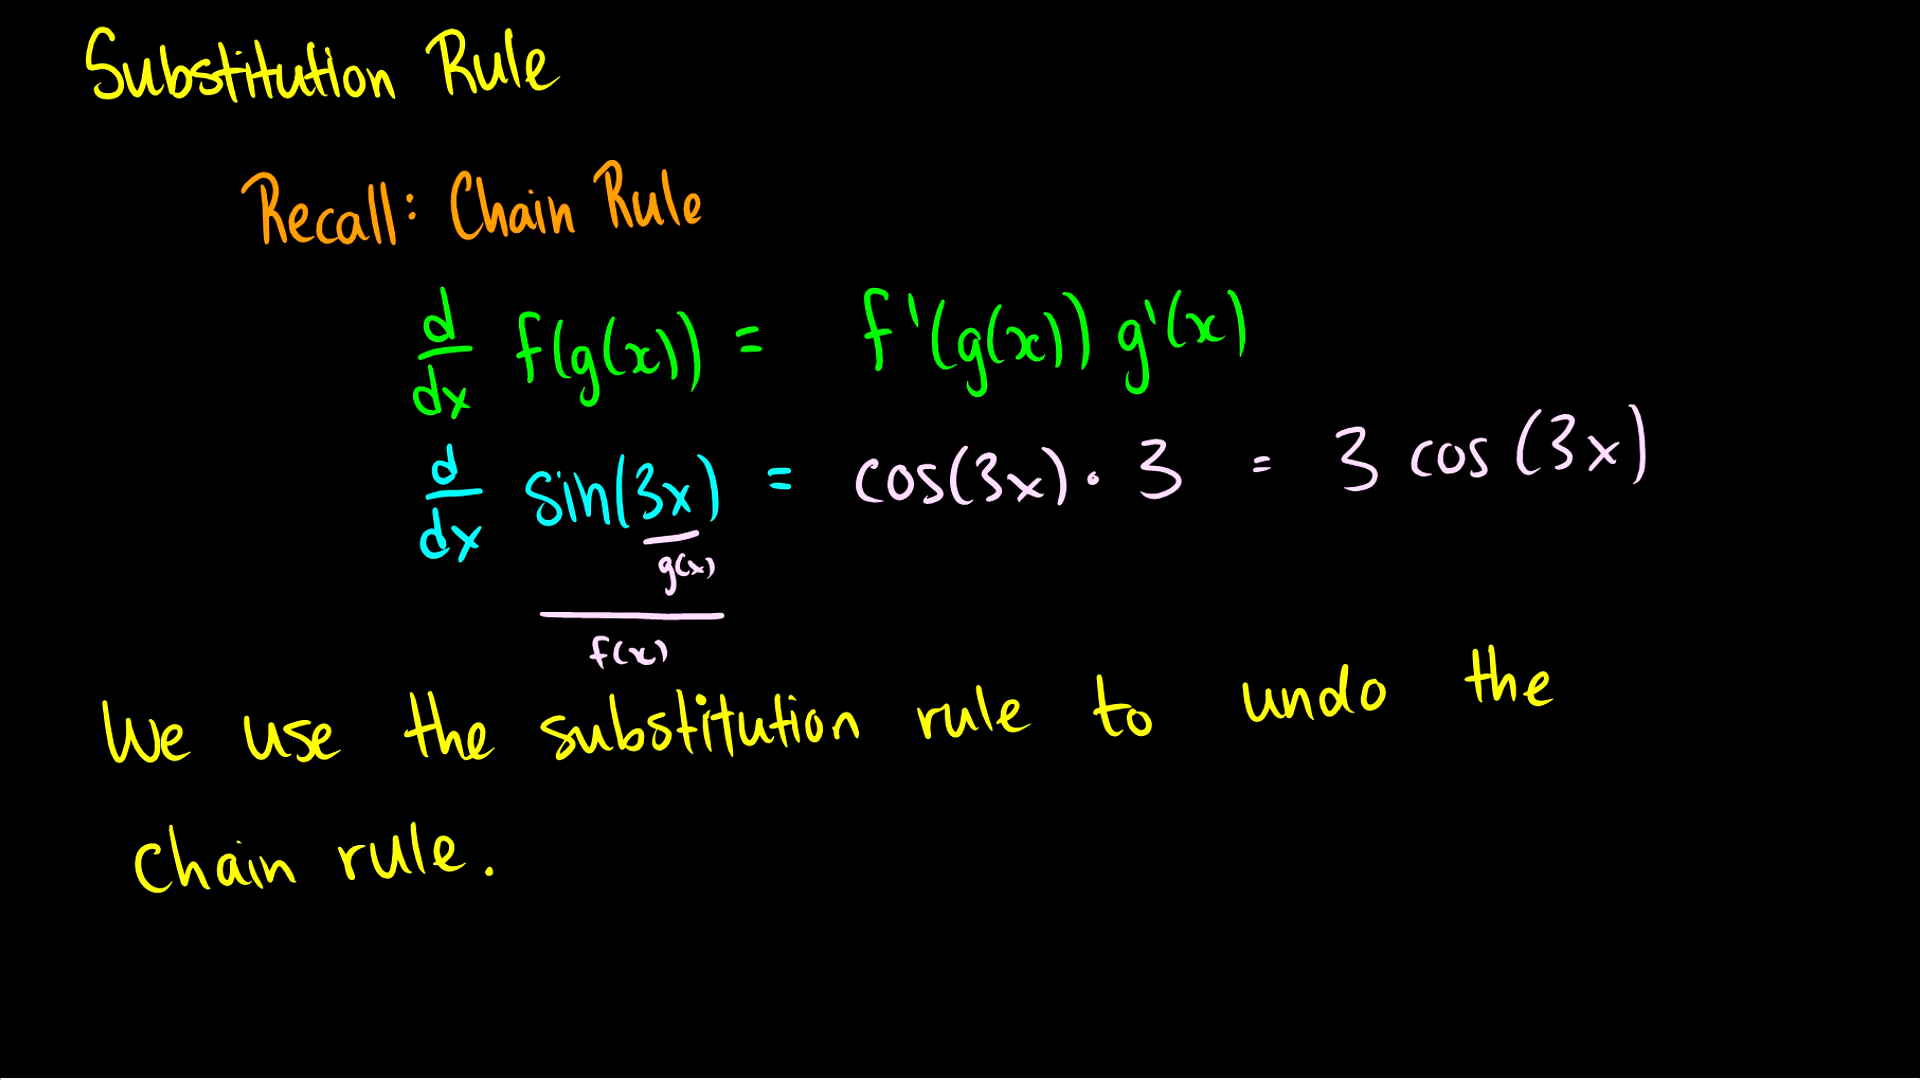 Substitution Rule
Recall: Chain Rule
d/dx f(g(x)) = f'(g(x)) g'(x)
d/dx sin(3x) = cos(3x) · 3 = 3 cos(3x)
g(x)
f(x)
We use the substitution rule to undo the
chain rule.